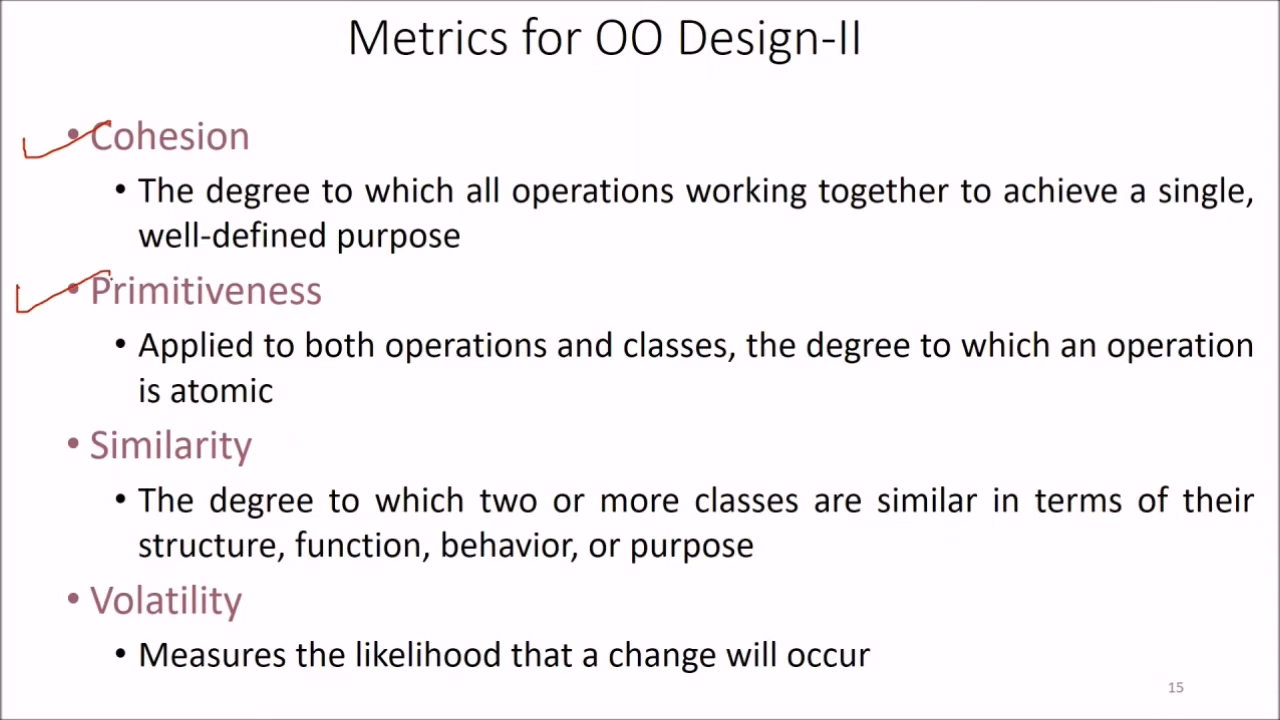 Metrics for OO Design-II
• Cohesion
• The degree to which all operations working together to achieve a single,
well-defined purpose
• Primitiveness
• Applied to both operations and classes, the degree to which an operation
is atomic
• Similarity
• The degree to which two or more classes are similar in terms of their
structure, function, behavior, or purpose
• Volatility
• Measures the likelihood that a change will occur
15